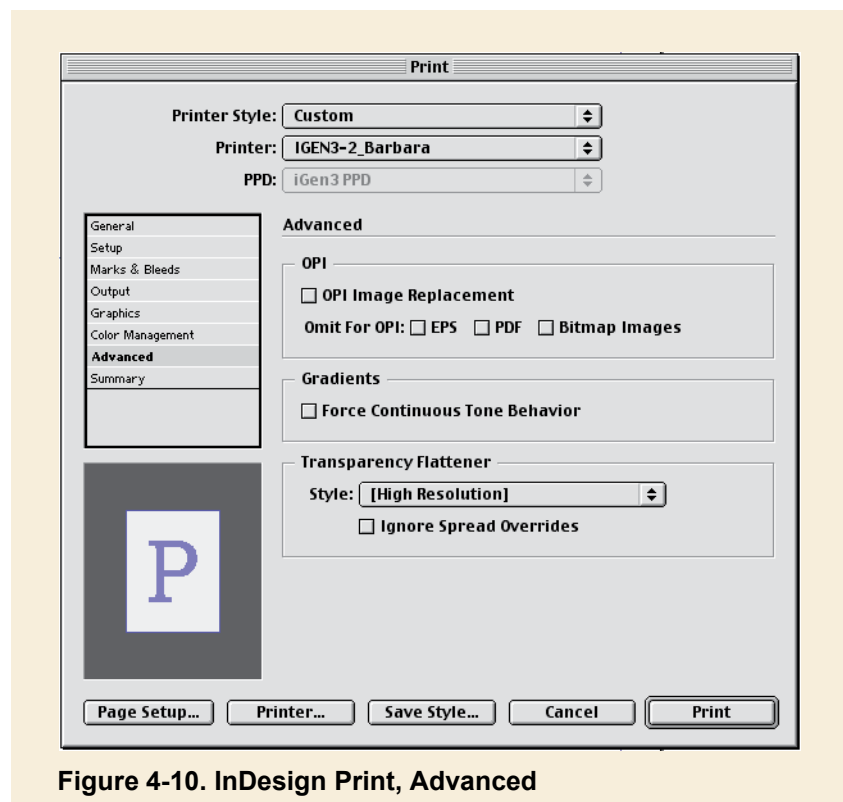 Print
Printer Style: Custom
Printer: IGEN3-2_Barbara
PPD: iGen3 PPD
General
Setup
Marks & Bleeds
Output
Graphics
Color Management
Advanced
Summary
Advanced
OPI
OPI Image Replacement
Omit For OPI: EPS PDF Bitmap Images
Gradients
Force Continuous Tone Behavior
Transparency Flattener
Style: [High Resolution]
Ignore Spread Overrides
P
Page Setup... Printer... Save Style... Cancel Print
Figure 4-10. InDesign Print, Advanced